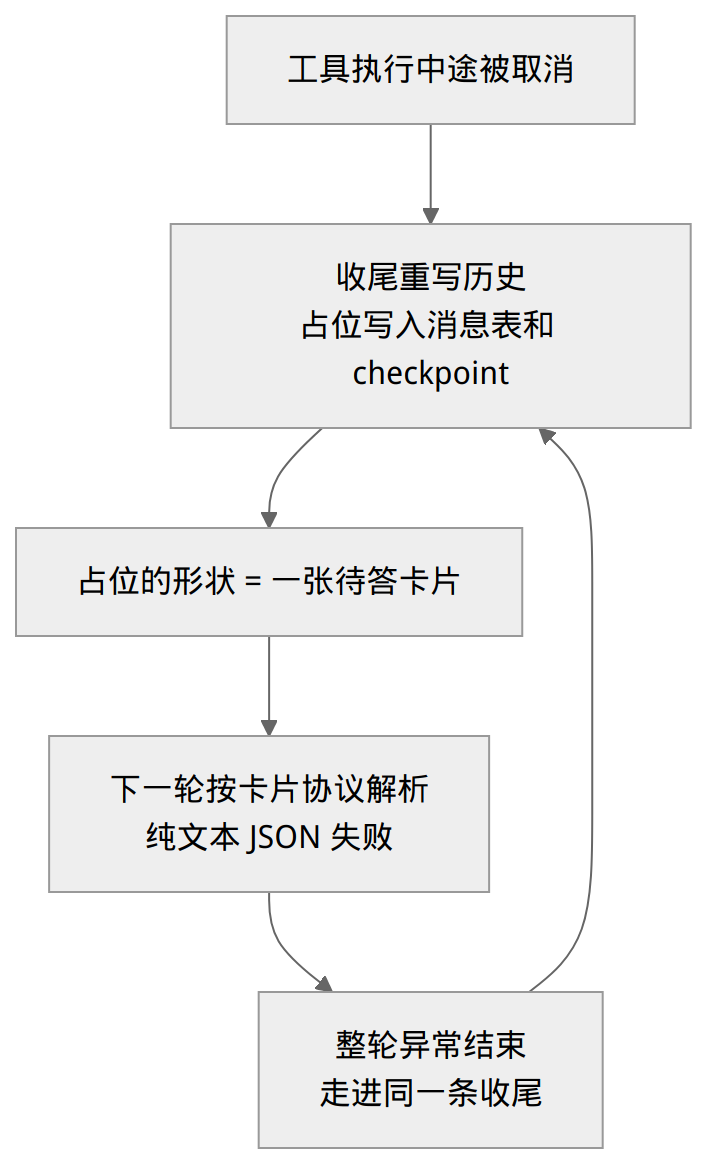 工具执行中途被取消
收尾重写历史
占位写入消息表和
checkpoint
占位的形状 = 一张待答卡片
下一轮按卡片协议解析
纯文本 JSON 失败
整轮异常结束
走进同一条收尾